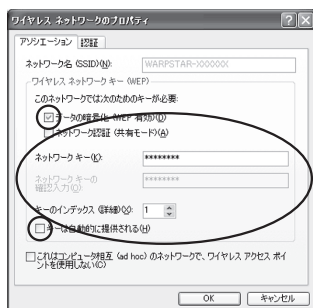 ワイヤレス ネットワークのプロパティ
アソシエーション 認証
ネットワーク名 (SSID)(N): WARPSTAR-XXXXXX
ワイヤレス ネットワーク キー (WEP)
このネットワークでは次のためのキーが必要:
データの暗号化 (WEP 有効)(D)
ネットワーク認証 (共有モード)(A)
ネットワーク キー(K): ********
ネットワーク キーの確認入力(O): ********
キーのインデックス (詳細)(X): 1
キーは自動的に提供される(H)
これはコンピュータ相互 (ad hoc) のネットワークで、ワイヤレス アクセス ポイ
ントを使用しない(C)
OK キャンセル